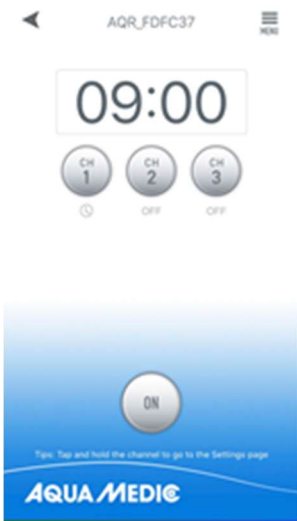 AQR_FDFC37
MENU
09:00
CH 1
CH 2
CH 3
OFF
OFF
ON
Tips: Tap and hold the channel to go to the Settings page
AQUA MEDIC